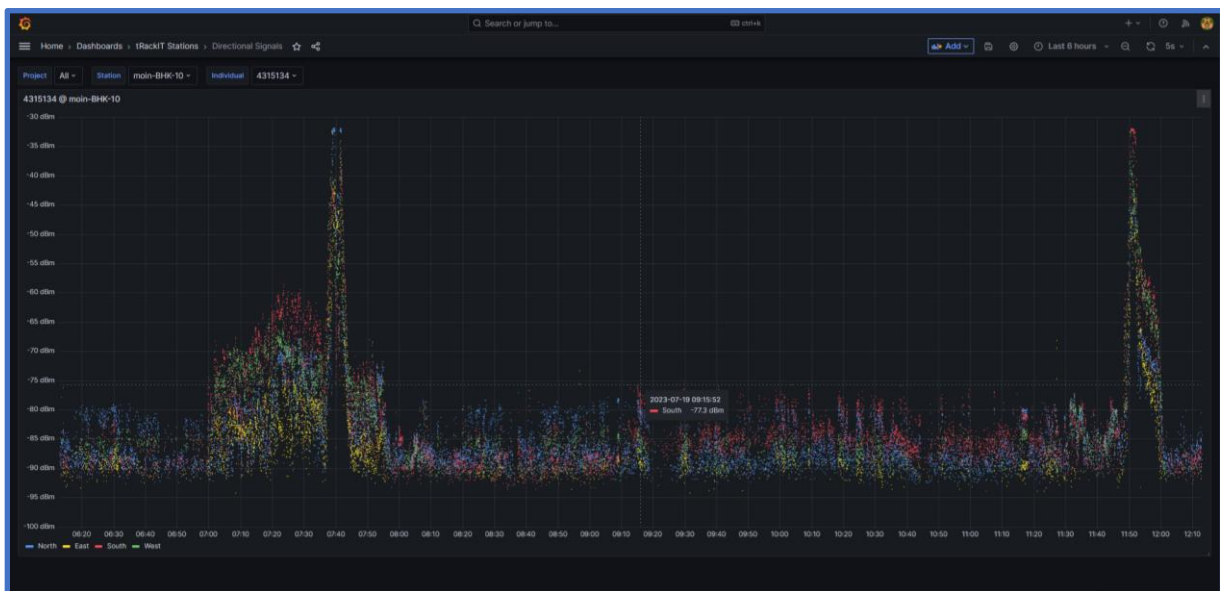 Search or jump to... ctrl+k
Home › Dashboards › tRackIT Stations › Directional Signals Add Last 6 hours 5s
Project All Station moin-BHK-10 Individual 4315134
4315134 @ moin-BHK-10
-30 dBm
-35 dBm
-40 dBm
-45 dBm
-50 dBm
-55 dBm
-60 dBm
-65 dBm
-70 dBm
-75 dBm
-80 dBm
-85 dBm
-90 dBm
-95 dBm
-100 dBm
2023-07-19 09:15:52
South -77.3 dBm
06:20 06:30 06:40 06:50 07:00 07:10 07:20 07:30 07:40 07:50 08:00 08:10 08:20 08:30 08:40 08:50 09:00 09:10 09:20 09:30 09:40 09:50 10:00 10:10 10:20 10:30 10:40 10:50 11:00 11:10 11:20 11:30 11:40 11:50 12:00 12:10
North East South West